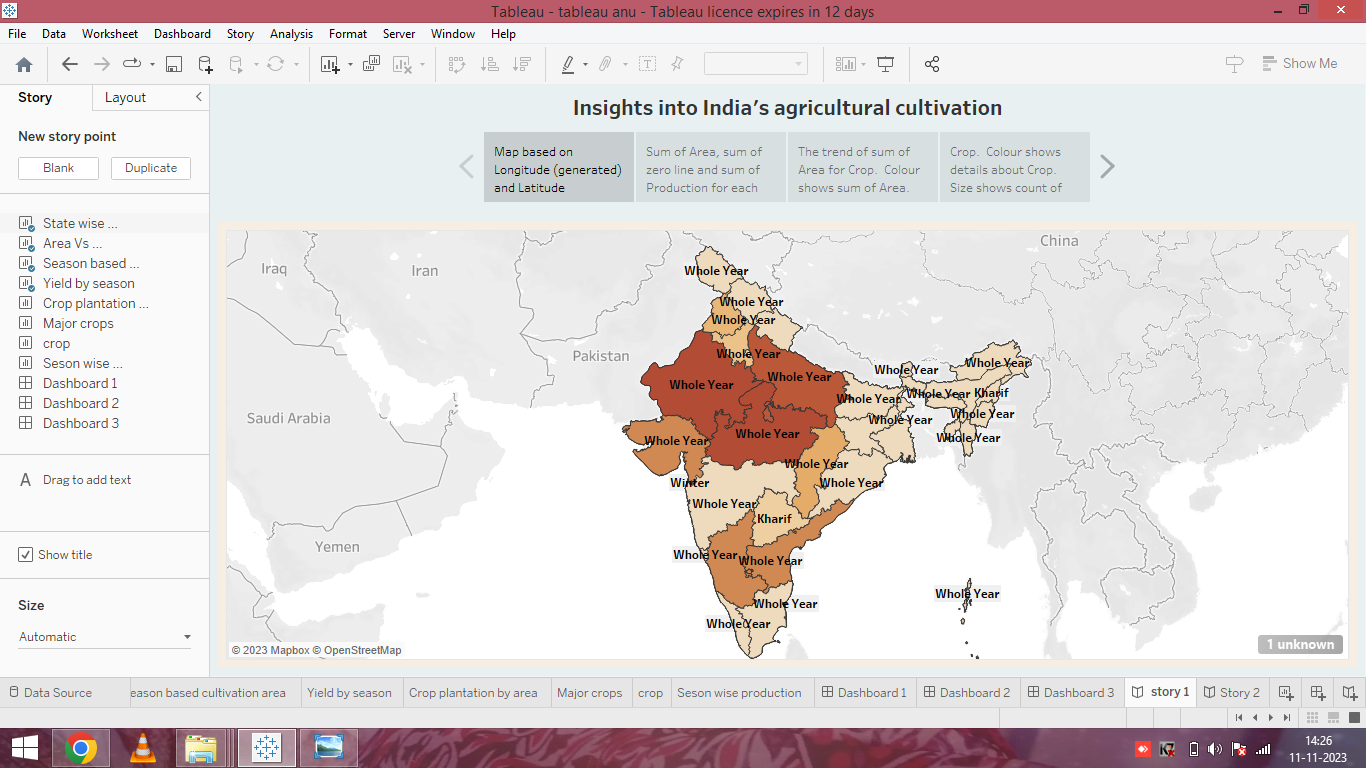 Tableau - tableau anu - Tableau licence expires in 12 days
File Data Worksheet Dashboard Story Analysis Format Server Window Help
Show Me
Story Layout
New story point
Blank Duplicate
State wise ...
Area Vs ...
Season based ...
Yield by season
Crop plantation ...
Major crops
crop
Seson wise ...
Dashboard 1
Dashboard 2
Dashboard 3
A Drag to add text
Show title
Size
Automatic
Insights into India's agricultural cultivation
Map based on
Longitude (generated)
and Latitude
Sum of Area, sum of
zero line and sum of
Production for each
The trend of sum of
Area for Crop. Colour
shows sum of Area.
Crop. Colour shows
details about Crop.
Size shows count of
China
Iraq
Iran
Whole Year
Whole Year
Whole Year
Pakistan
Whole Year
Whole Year
Whole Year
Whole Year
Whole Year
Whole Year
Whole Year
Kharif
Saudi Arabia
Whole Year
Whole Year
Whole Year
Whole Year
Whole Year
Whole Year
Winter
Whole Year
Whole Year
Kharif
Yemen
Whole Year
Whole Year
Whole Year
Whole Year
Whole Year
© 2023 Mapbox © OpenStreetMap
1 unknown
Data Source
eason based cultivation area
Yield by season
Crop plantation by area
Major crops
crop
Seson wise production
Dashboard 1
Dashboard 2
Dashboard 3
story 1
Story 2
14:26
11-11-2023